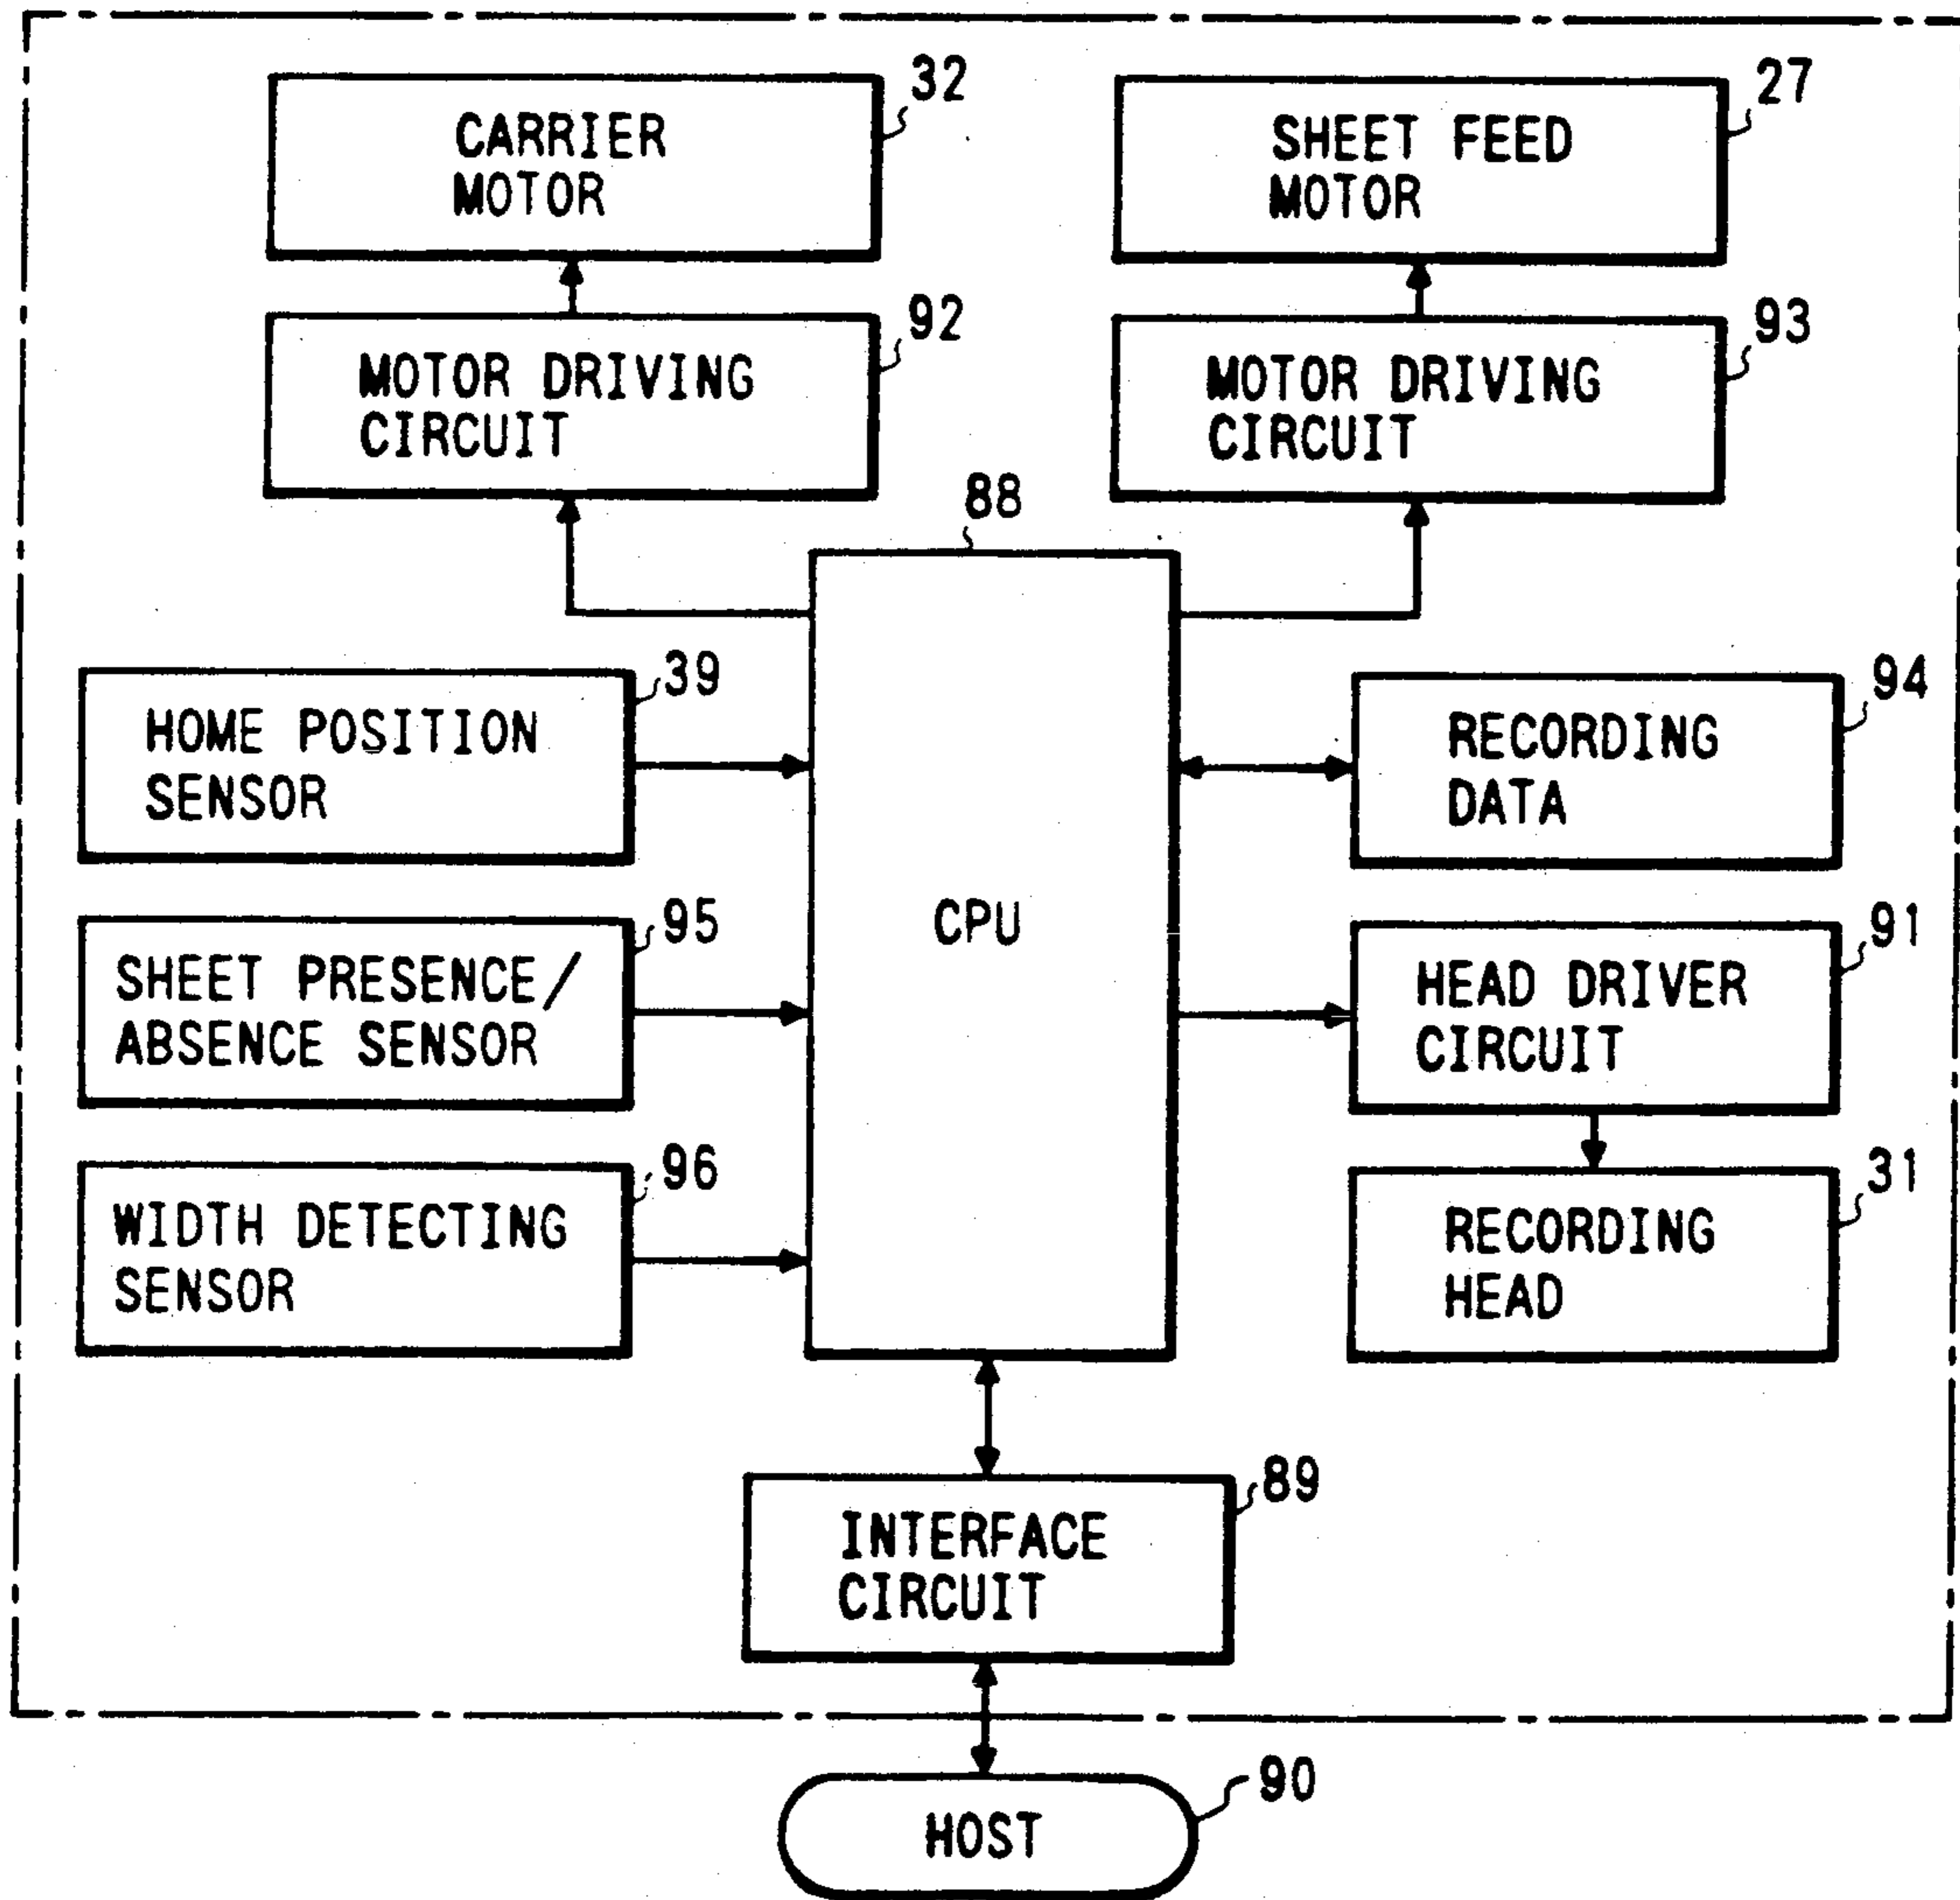 32
CARRIER
MOTOR
27
SHEET FEED
MOTOR
92
MOTOR DRIVING
CIRCUIT
93
MOTOR DRIVING
CIRCUIT
88
CPU
39
HOME POSITION
SENSOR
94
RECORDING
DATA
95
SHEET PRESENCE/
ABSENCE SENSOR
91
HEAD DRIVER
CIRCUIT
96
WIDTH DETECTING
SENSOR
31
RECORDING
HEAD
89
INTERFACE
CIRCUIT
90
HOST